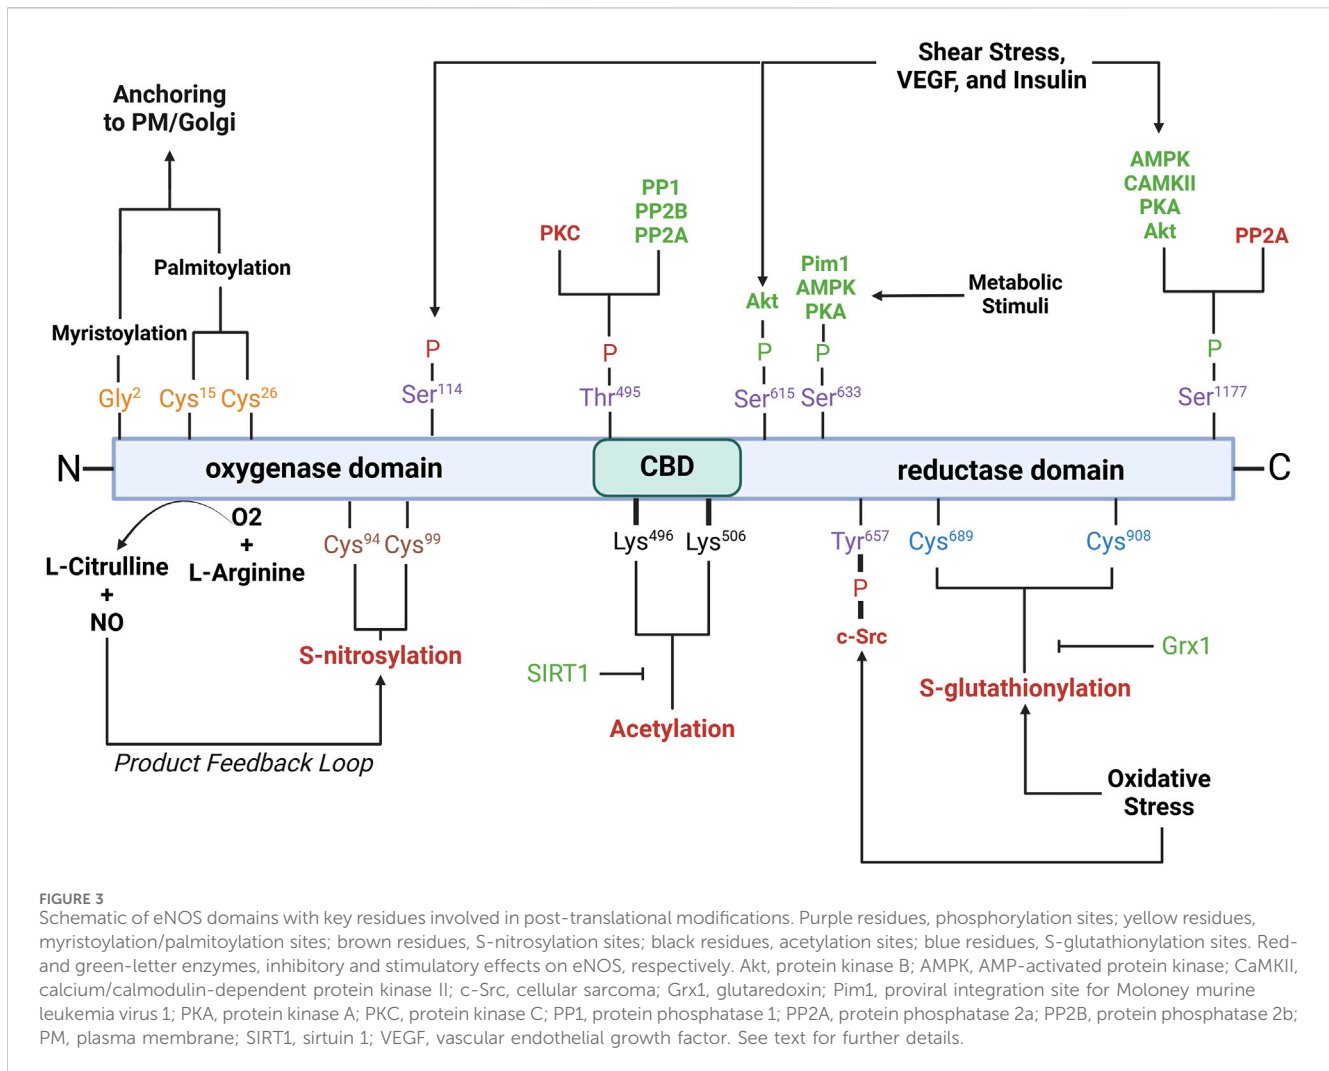 Shear Stress,
VEGF, and Insulin
Anchoring
to PM/Golgi
AMPK
CAMKII
PKA
Akt
PP2A
PP1
PP2B
PP2A
PKC
Palmitoylation
Pim1
AMPK
PKA
Akt
Metabolic
Stimuli
Myristoylation
P
P
P
P
P
Gly2
Cys15
Cys26
Ser114
Thr495
Ser615
Ser633
Ser1177
N
oxygenase domain
CBD
reductase domain
C
O2
+
L-Arginine
L-Citrulline
+
NO
Cys94
Cys99
Lys496
Lys506
Tyr657
Cys689
Cys908
P
c-Src
S-nitrosylation
SIRT1
Grx1
S-glutathionylation
Acetylation
Product Feedback Loop
Oxidative
Stress
FIGURE 3
Schematic of eNOS domains with key residues involved in post-translational modifications. Purple residues, phosphorylation sites; yellow residues,
myristoylation/palmitoylation sites; brown residues, S-nitrosylation sites; black residues, acetylation sites; blue residues, S-glutathionylation sites. Red-
and green-letter enzymes, inhibitory and stimulatory effects on eNOS, respectively. Akt, protein kinase B; AMPK, AMP-activated protein kinase; CaMKII,
calcium/calmodulin-dependent protein kinase II; c-Src, cellular sarcoma; Grx1, glutaredoxin; Pim1, proviral integration site for Moloney murine
leukemia virus 1; PKA, protein kinase A; PKC, protein kinase C; PP1, protein phosphatase 1; PP2A, protein phosphatase 2a; PP2B, protein phosphatase 2b;
PM, plasma membrane; SIRT1, sirtuin 1; VEGF, vascular endothelial growth factor. See text for further details.